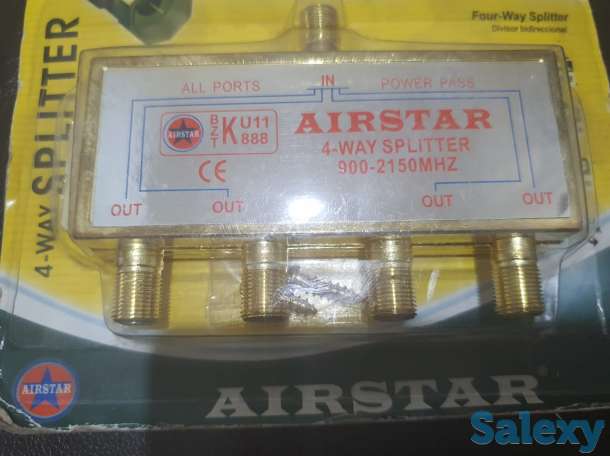 Four-Way Splitter
Divisor bidireccional
4-WAY SPLITTER
ALL PORTS
IN
POWER PASS
AIRSTAR
BZT
K
U11
888
AIRSTAR
4-WAY SPLITTER
900-2150MHZ
CE
OUT
OUT
OUT
OUT
AIRSTAR
AIRSTAR
Salexy